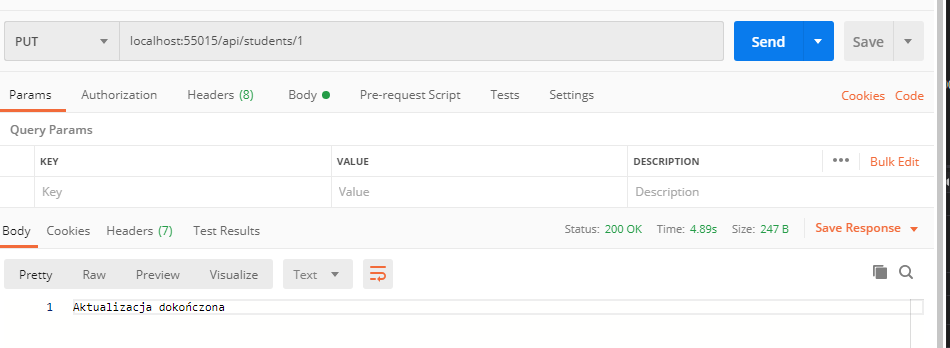 PUT localhost:55015/api/students/1 Send Save
Params Authorization Headers (8) Body Pre-request Script Tests Settings Cookies Code
Query Params
KEY VALUE DESCRIPTION ••• Bulk Edit
Key Value Description
Body Cookies Headers (7) Test Results Status: 200 OK Time: 4.89s Size: 247 B Save Response
Pretty Raw Preview Visualize Text
1 Aktualizacja dokończona